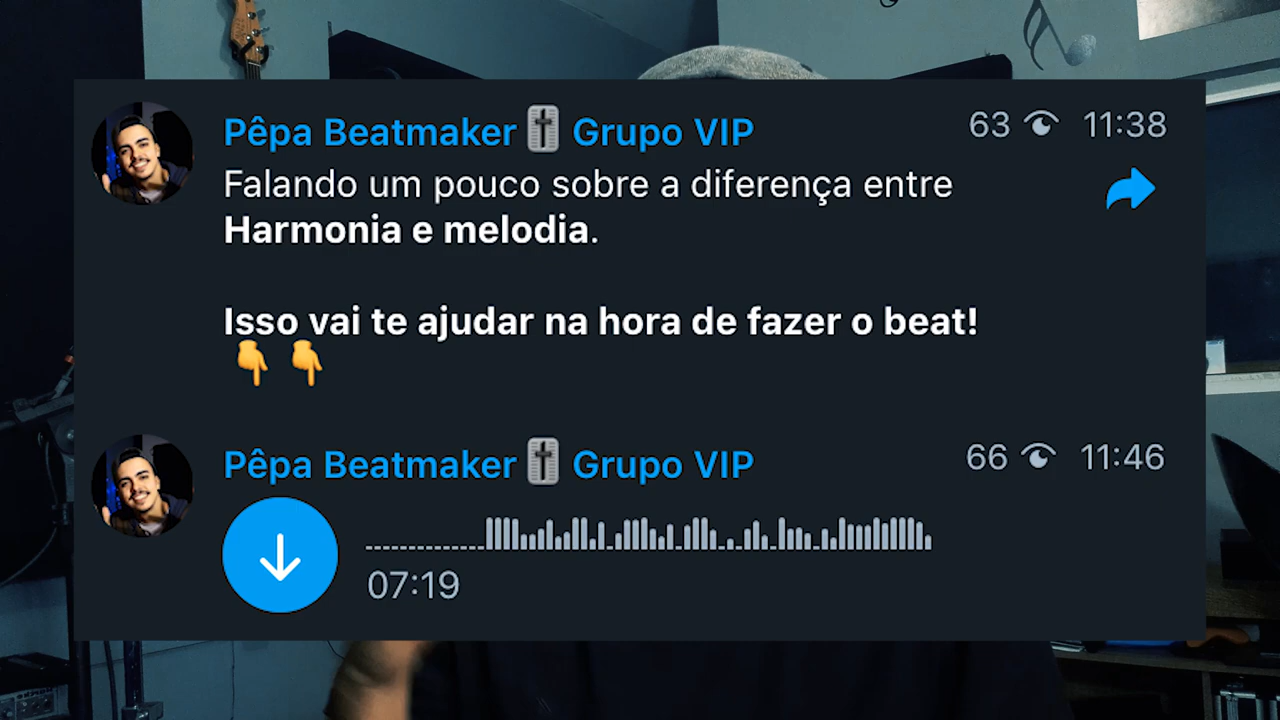 Pêpa Beatmaker🎚 Grupo VIP 63 11:38
Falando um pouco sobre a diferença entre
Harmonia e melodia.
Isso vai te ajudar na hora de fazer o beat!
👇 👇
Pêpa Beatmaker🎚 Grupo VIP 66 11:46
07:19